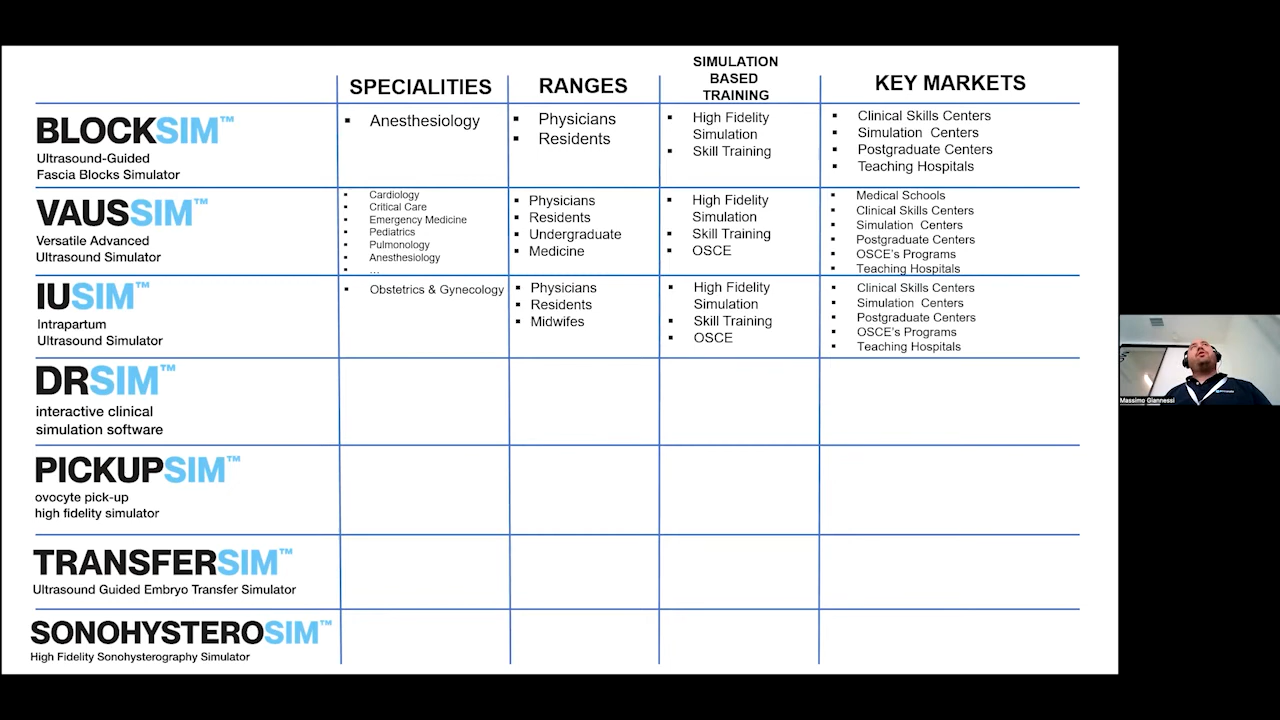 SPECIALITIES
RANGES
SIMULATION
BASED
TRAINING
KEY MARKETS
BLOCKSIM™
Ultrasound-Guided
Fascia Blocks Simulator
Anesthesiology
Physicians
Residents
High Fidelity
Simulation
Skill Training
Clinical Skills Centers
Simulation Centers
Postgraduate Centers
Teaching Hospitals
VAUSSIM™
Versatile Advanced
Ultrasound Simulator
Cardiology
Critical Care
Emergency Medicine
Pediatrics
Pulmonology
Anesthesiology
...
Physicians
Residents
Undergraduate
Medicine
High Fidelity
Simulation
Skill Training
OSCE
Medical Schools
Clinical Skills Centers
Simulation Centers
Postgraduate Centers
OSCE's Programs
Teaching Hospitals
IUSIM™
Intrapartum
Ultrasound Simulator
Obstetrics & Gynecology
Physicians
Residents
Midwifes
High Fidelity
Simulation
Skill Training
OSCE
Clinical Skills Centers
Simulation Centers
Postgraduate Centers
OSCE's Programs
Teaching Hospitals
DRSIM™
interactive clinical
simulation software
PICKUPSIM™
ovocyte pick-up
high fidelity simulator
TRANSFERSIM™
Ultrasound Guided Embryo Transfer Simulator
SONOHYSTEROSIM™
High Fidelity Sonohysterography Simulator
Massimo Giannessi